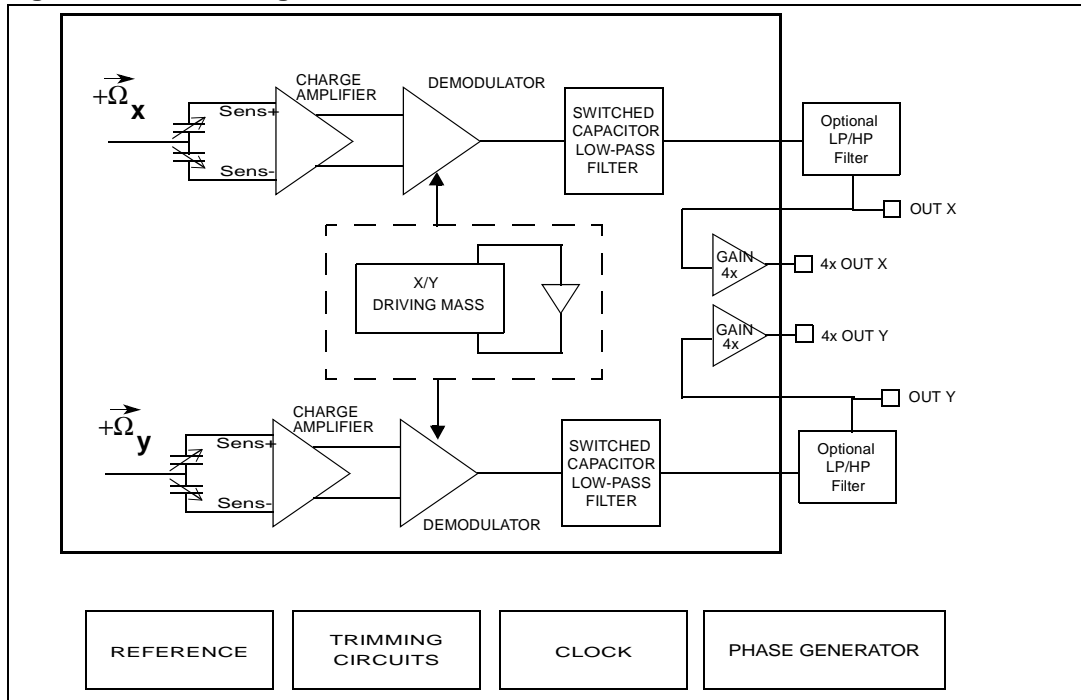 +Ω x
Sens+
Sens-
CHARGE
AMPLIFIER
DEMODULATOR
SWITCHED
CAPACITOR
LOW-PASS
FILTER
Optional
LP/HP
Filter
OUT X
GAIN
4x
4x OUT X
X/Y
DRIVING MASS
GAIN
4x
4x OUT Y
OUT Y
+Ω y
Sens+
Sens-
CHARGE
AMPLIFIER
DEMODULATOR
SWITCHED
CAPACITOR
LOW-PASS
FILTER
Optional
LP/HP
Filter
REFERENCE
TRIMMING
CIRCUITS
CLOCK
PHASE GENERATOR